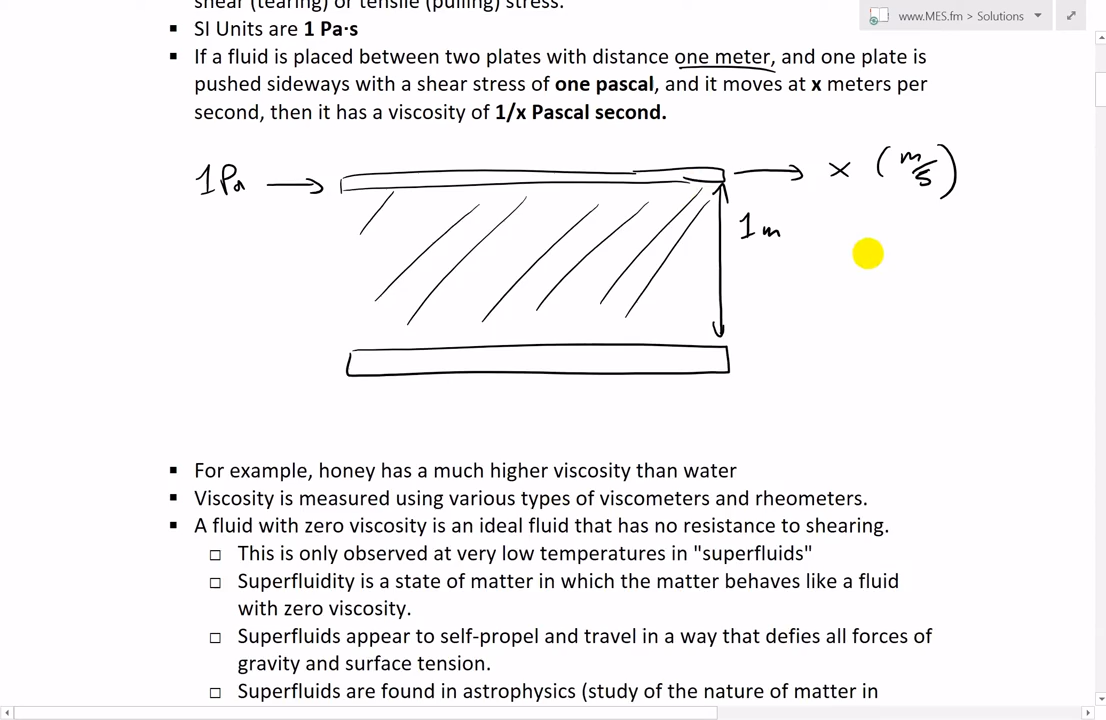 shear (tearing) or tensile (pulling) stress.
www.MES.fm > Solutions
▪ SI Units are 1 Pa·s
▪ If a fluid is placed between two plates with distance one meter, and one plate is
pushed sideways with a shear stress of one pascal, and it moves at x meters per
second, then it has a viscosity of 1/x Pascal second.
1Pa
x (m/s)
1 m
▪ For example, honey has a much higher viscosity than water
▪ Viscosity is measured using various types of viscometers and rheometers.
▪ A fluid with zero viscosity is an ideal fluid that has no resistance to shearing.
□ This is only observed at very low temperatures in "superfluids"
□ Superfluidity is a state of matter in which the matter behaves like a fluid
with zero viscosity.
□ Superfluids appear to self-propel and travel in a way that defies all forces of
gravity and surface tension.
□ Superfluids are found in astrophysics (study of the nature of matter in